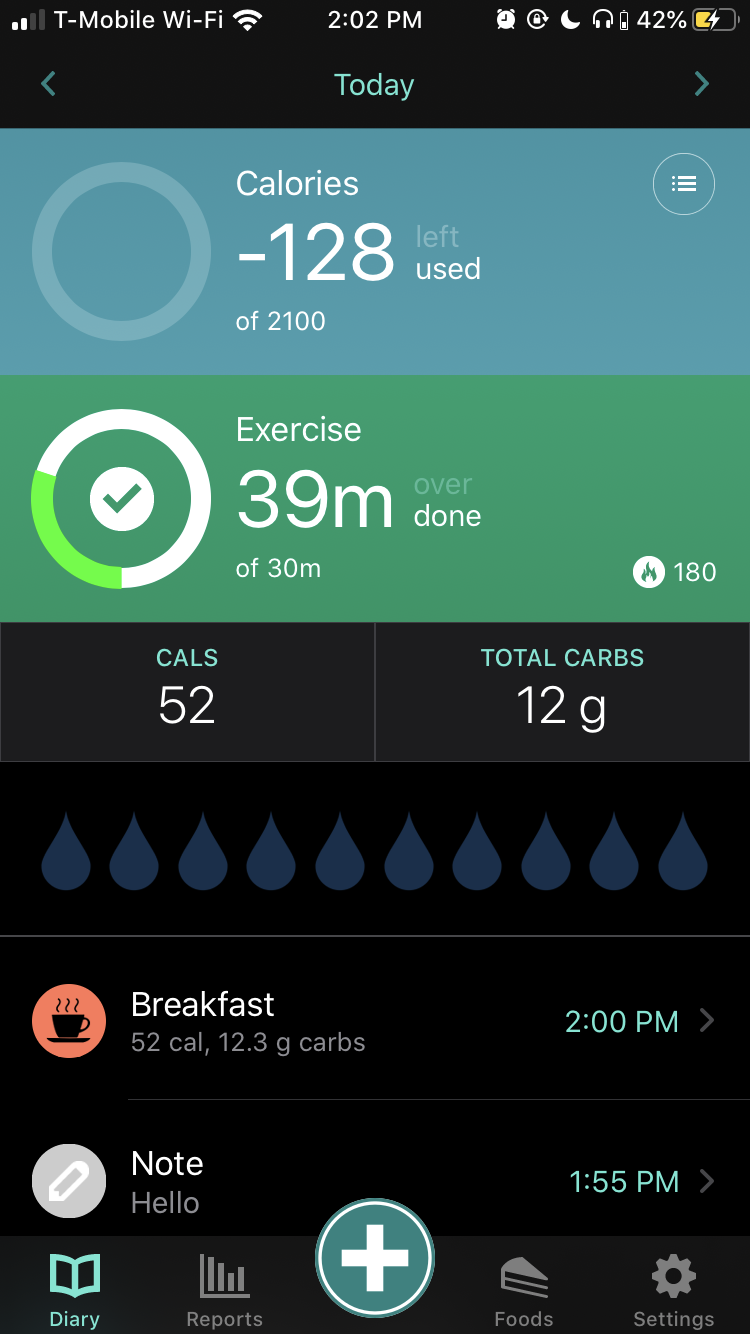 T-Mobile Wi-Fi 2:02 PM 42%
Today
Calories
-128 left
used
of 2100
Exercise
39m over
done
of 30m
180
CALS TOTAL CARBS
52 12 g
Breakfast
52 cal, 12.3 g carbs
2:00 PM
Note
Hello
1:55 PM
Diary Reports Foods Settings